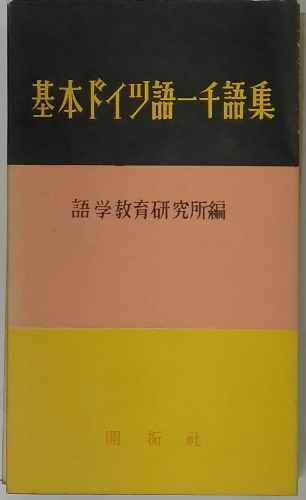 基本ドイツ語一千語集
語学教育研究所編
開拓社